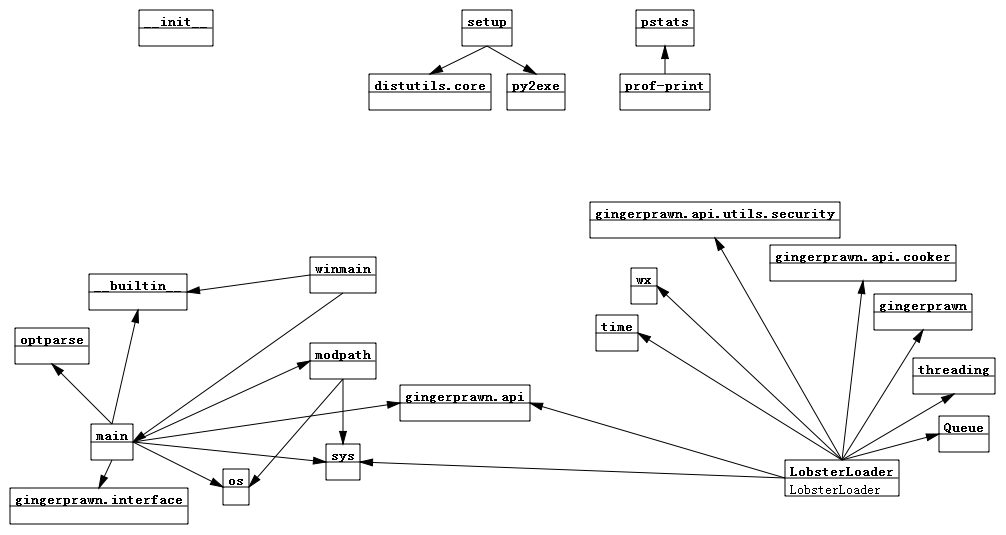 __init__
setup
pstats
distutils.core
py2exe
prof-print
gingerprawn.api.utils.security
gingerprawn.api.cooker
winmain
wx
__builtin__
gingerprawn
time
optparse
modpath
threading
gingerprawn.api
Queue
main
sys
LobsterLoader
os
LobsterLoader
gingerprawn.interface